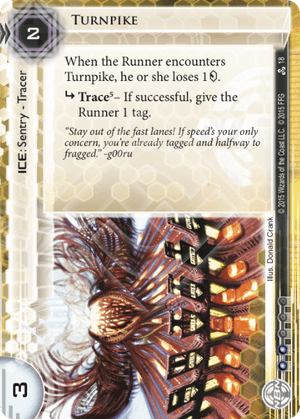 2
TURNPIKE
ICE: Sentry - Tracer
When the Runner encounters
Turnpike, he or she loses 1.
Trace⁵– If successful, give the
Runner 1 tag.
“Stay out of the fast lanes! If speed's your only
concern, you're already tagged and halfway to
fragged.” -g00ru
18
© 2015 Wizards of the Coast LLC. © 2015 FFG
Illus. Donald Crank
3